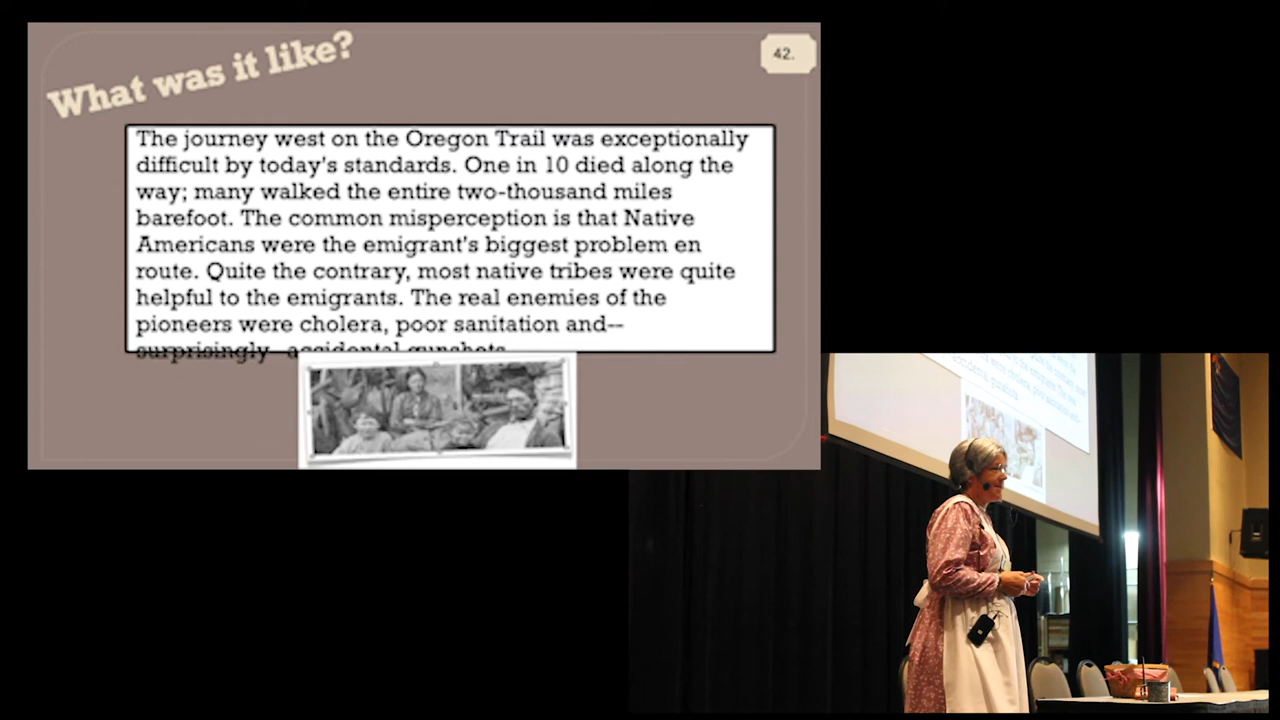 What was it like?
42.
The journey west on the Oregon Trail was exceptionally
difficult by today's standards. One in 10 died along the
way; many walked the entire two-thousand miles
barefoot. The common misperception is that Native
Americans were the emigrant's biggest problem en
route. Quite the contrary, most native tribes were quite
helpful to the emigrants. The real enemies of the
pioneers were cholera, poor sanitation and--
surprisingly--accidental gunshots.